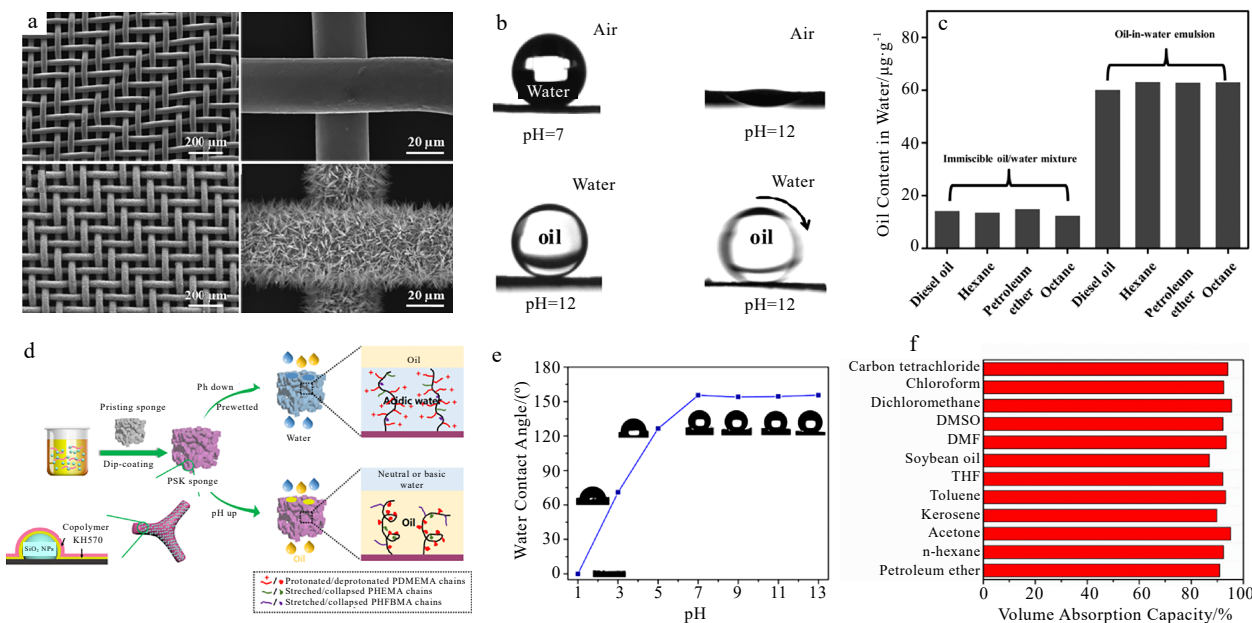 a
200 μm
20 μm
200 μm
20 μm
b
Air
Water
pH=7
Air
pH=12
Water
oil
pH=12
Water
oil
pH=12
c
Oil Content in Water/μg·g⁻¹
80
60
40
20
0
Immiscible oil/water mixture
Oil-in-water emulsion
Diesel oil
Hexane
Petroleum
ether
Octane
Diesel oil
Hexane
Petroleum
ether
Octane
d
Pristing sponge
Dip-coating
PSK sponge
Ph down
Prewetted
Water
Oil
Acidic water
pH up
Oil
Neutral or basic
water
Oil
Copolymer
KH570
SiO₂ NPs
Protonated/deprotonated PDMEMA chains
Streched/collapsed PHEMA chains
Stretched/collapsed PHFBMA chains
e
Water Contact Angle/(°)
180
150
120
90
60
30
0
1 3 5 7 9 11 13
pH
f
Carbon tetrachloride
Chloroform
Dichloromethane
DMSO
DMF
Soybean oil
THF
Toluene
Kerosene
Acetone
n-hexane
Petroleum ether
0 20 40 60 80 100
Volume Absorption Capacity/%